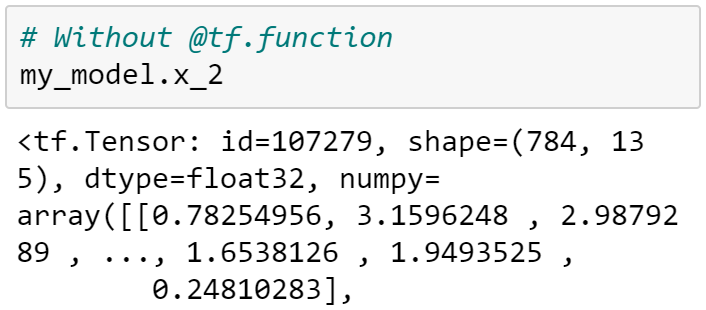 # Without @tf.function
my_model.x_2
<tf.Tensor: id=107279, shape=(784, 13
5), dtype=float32, numpy=
array([[0.78254956, 3.1596248 , 2.98792
89 , ..., 1.6538126 , 1.9493525 ,
        0.24810283],